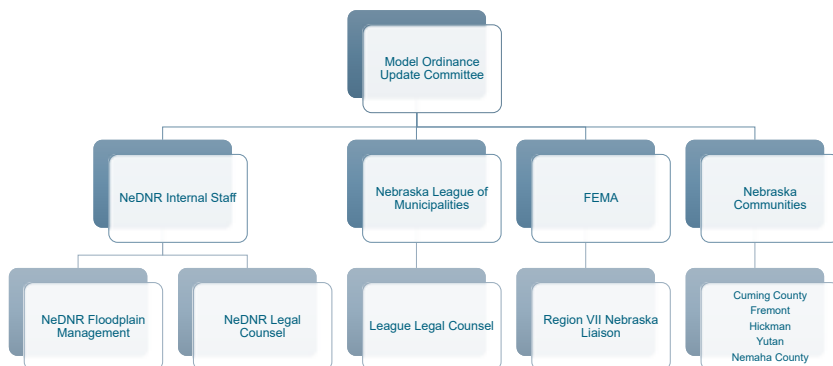 Model Ordinance
Update Committee
NeDNR Internal Staff
Nebraska League of
Municipalities
FEMA
Nebraska
Communities
NeDNR Floodplain
Management
NeDNR Legal
Counsel
League Legal Counsel
Region VII Nebraska
Liaison
Cuming County
Fremont
Hickman
Yutan
Nemaha County